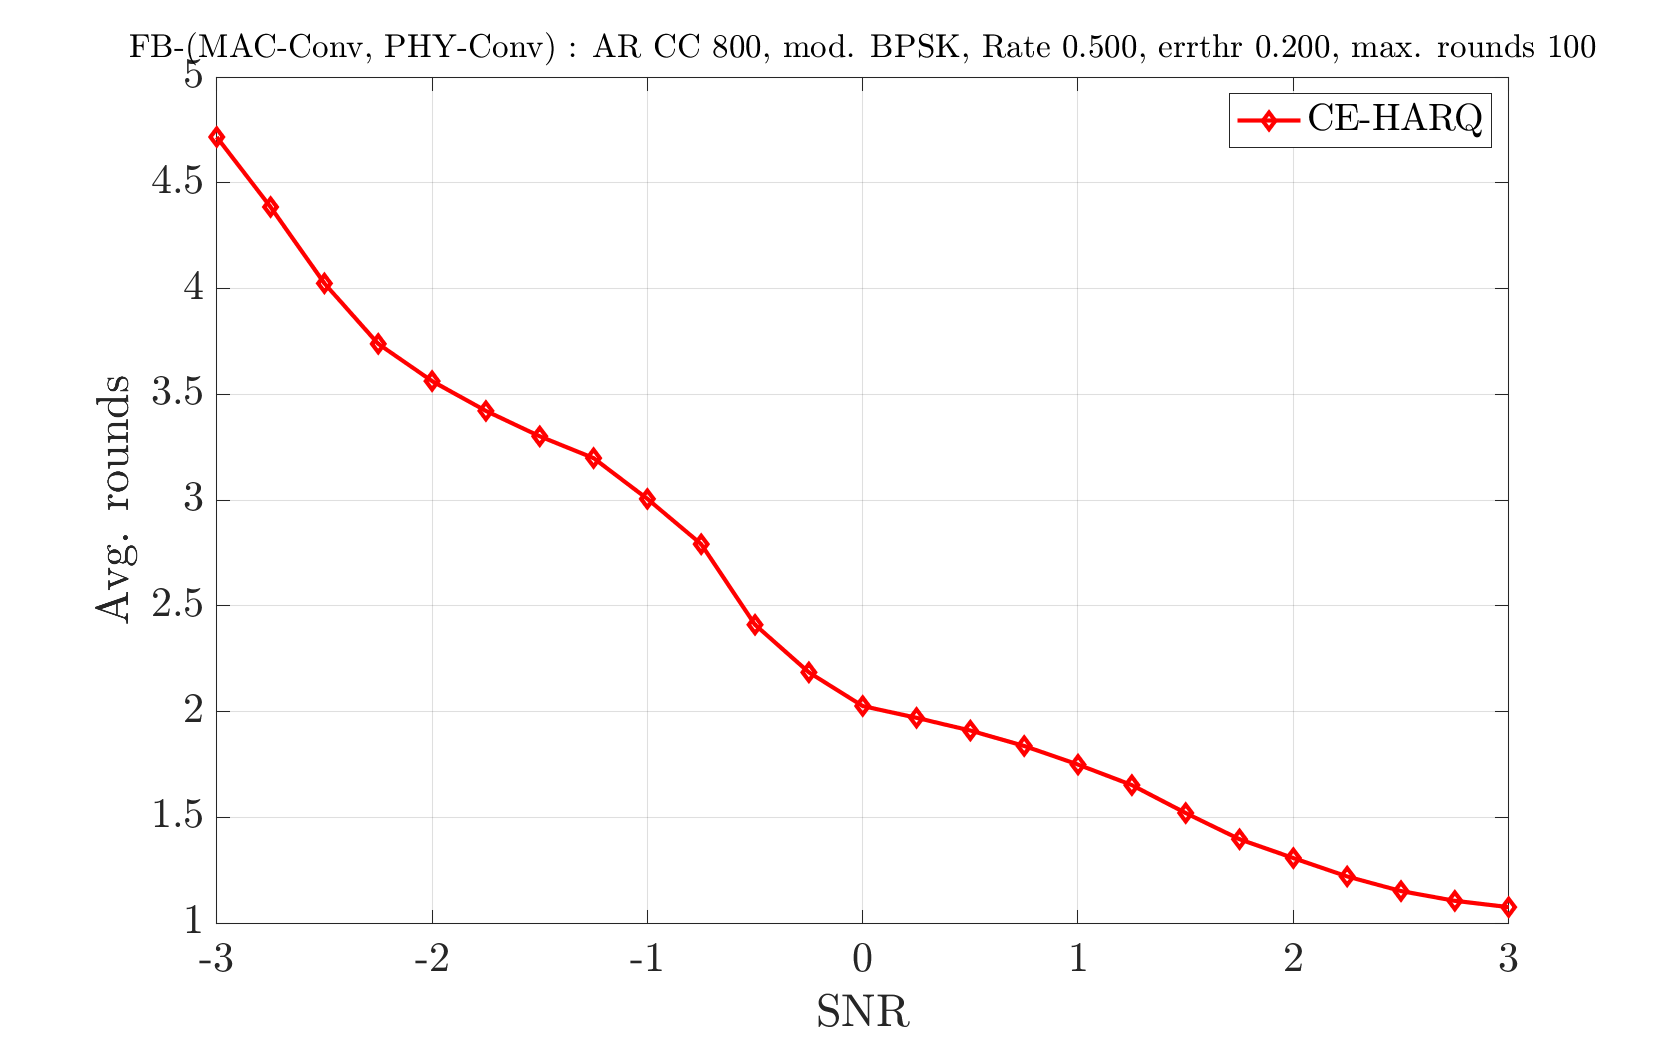 FB-(MAC-Conv, PHY-Conv) : AR CC 800, mod. BPSK, Rate 0.500, errthr 0.200, max. rounds 100
CE-HARQ
5
4.5
4
3.5
3
2.5
2
1.5
1
Avg. rounds
-3 -2 -1 0 1 2 3
SNR